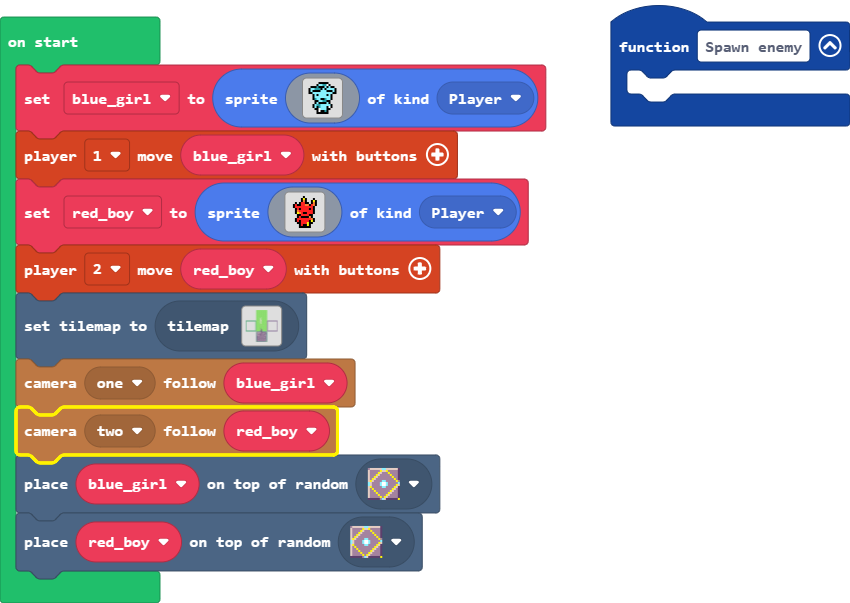 on start
set blue_girl to sprite of kind Player
player 1 move blue_girl with buttons
set red_boy to sprite of kind Player
player 2 move red_boy with buttons
set tilemap to tilemap
camera one follow blue_girl
camera two follow red_boy
place blue_girl on top of random
place red_boy on top of random
function Spawn enemy